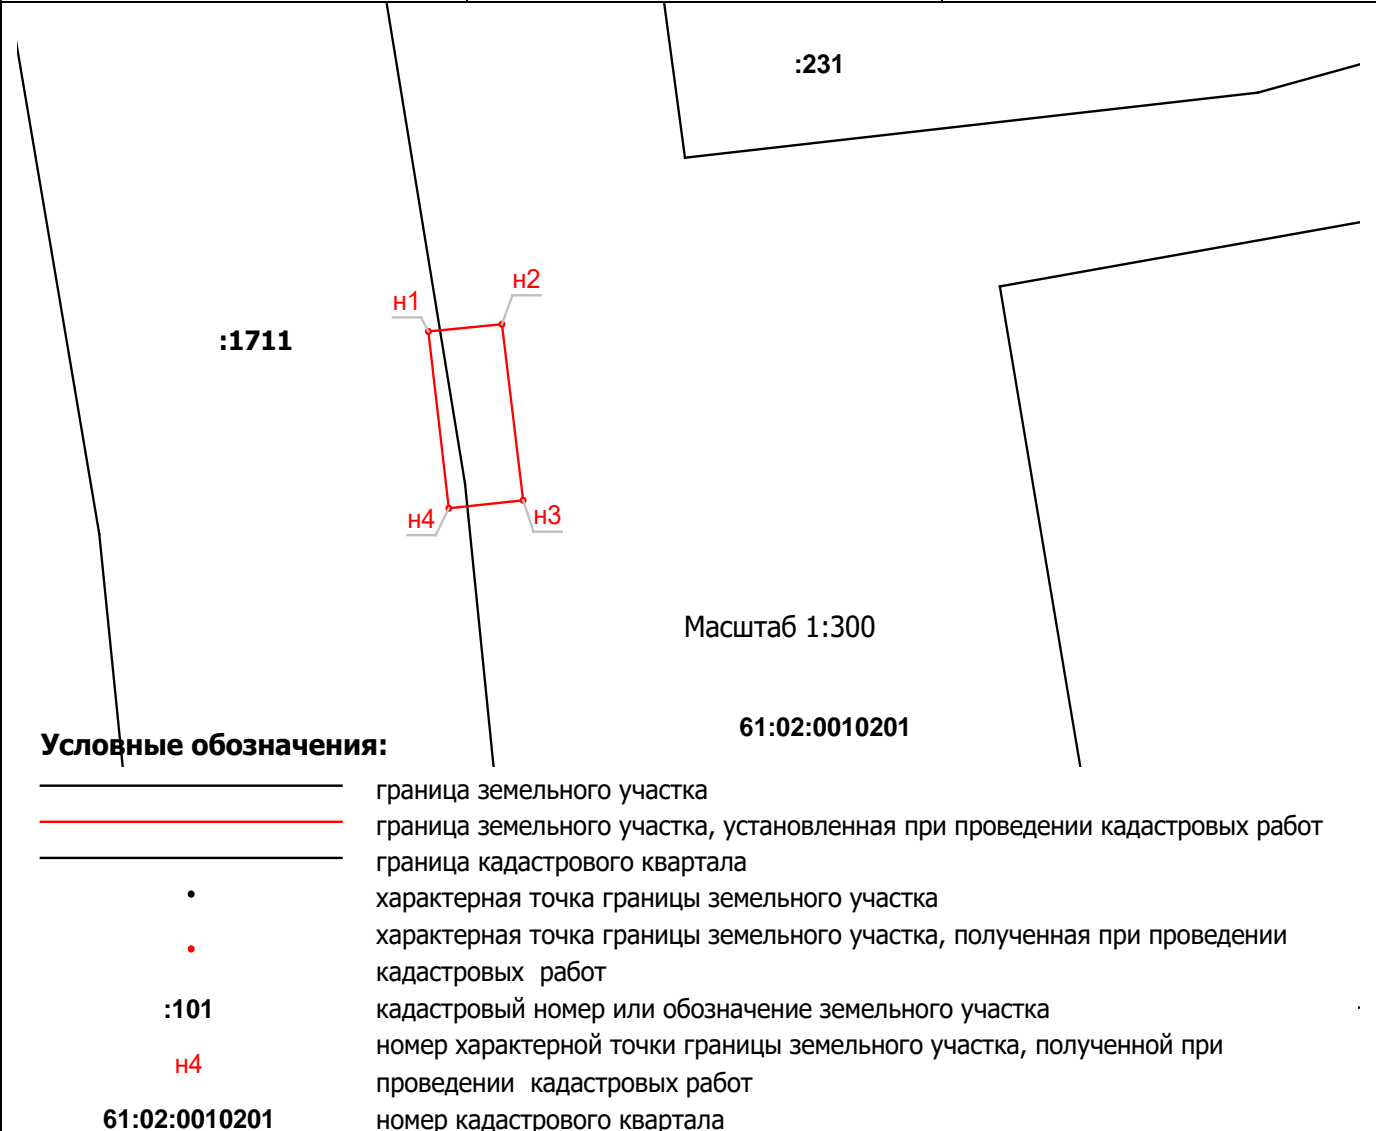 :231
н2
н1
:1711
н4
н3
Масштаб 1:300
61:02:0010201
Условные обозначения:
граница земельного участка
граница земельного участка, установленная при проведении кадастровых работ
граница кадастрового квартала
характерная точка границы земельного участка
характерная точка границы земельного участка, полученная при проведении
кадастровых работ
:101 кадастровый номер или обозначение земельного участка
номер характерной точки границы земельного участка, полученной при
н4
проведении кадастровых работ
61:02:0010201 номер кадастрового квартала